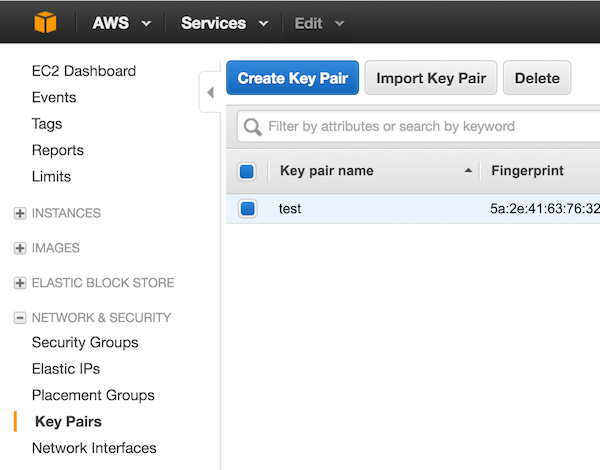 AWS Services Edit
EC2 Dashboard
Events
Tags
Reports
Limits
INSTANCES
IMAGES
ELASTIC BLOCK STORE
NETWORK & SECURITY
Security Groups
Elastic IPs
Placement Groups
Key Pairs
Network Interfaces
Create Key Pair Import Key Pair Delete
Filter by attributes or search by keyword
Key pair name Fingerprint
test 5a:2e:41:63:76:32